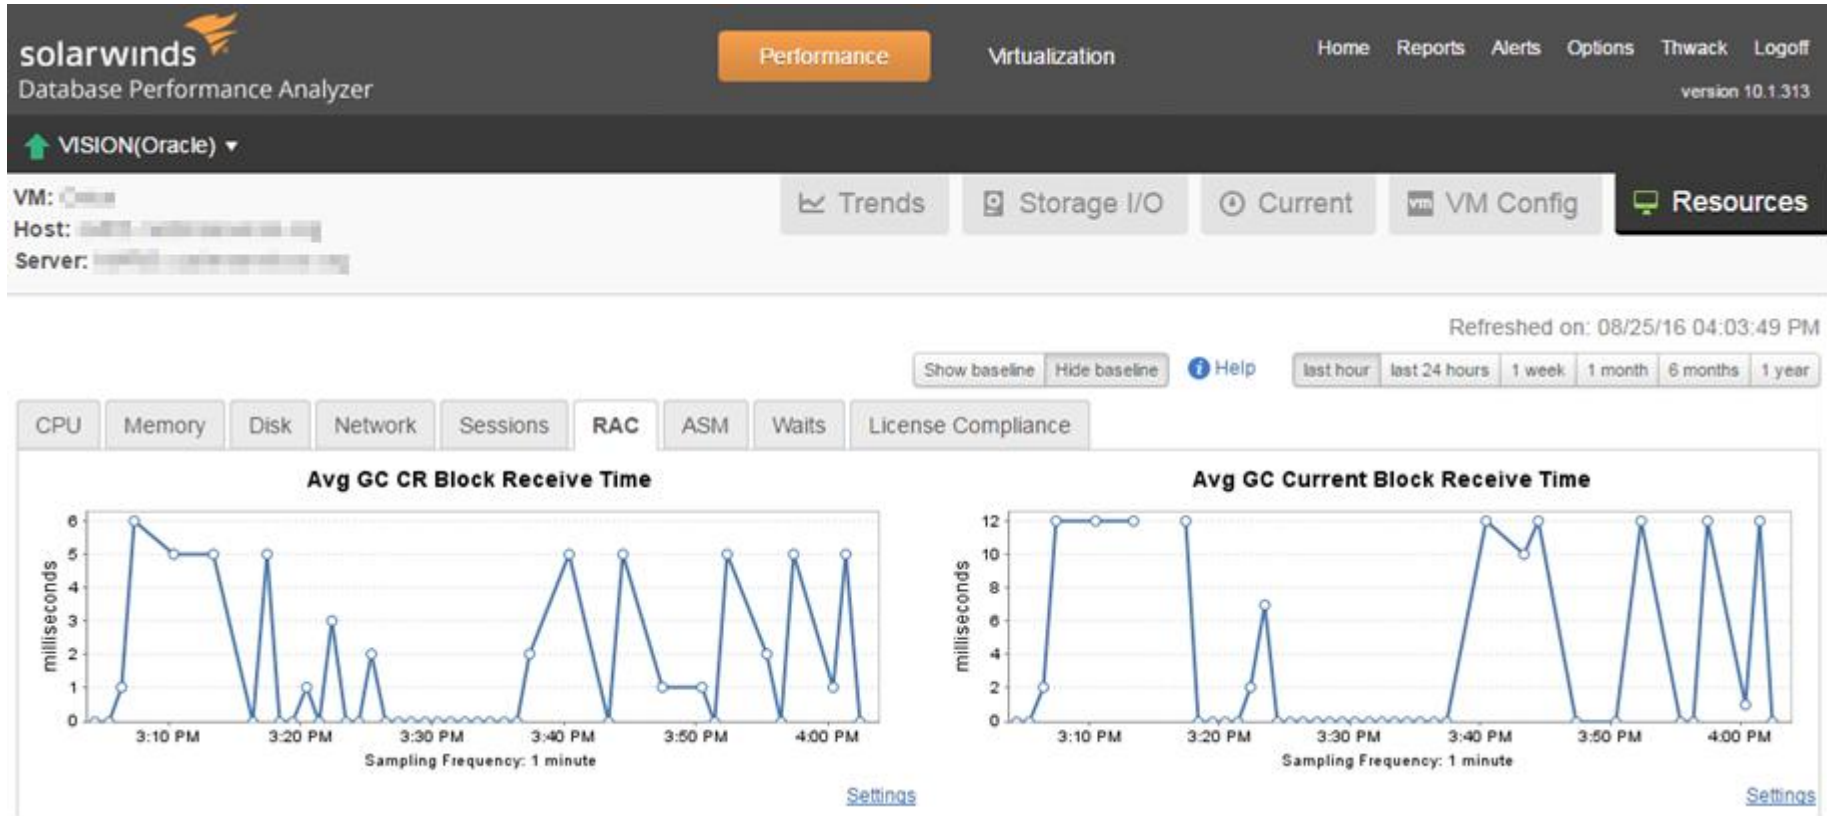 solarwinds
Database Performance Analyzer
Performance
Virtualization
Home Reports Alerts Options Thwack Logoff
version 10.1.313
VISION(Oracle)
VM:
Host:
Server:
Trends
Storage I/O
Current
vm VM Config
Resources
Refreshed on: 08/25/16 04:03:49 PM
Show baseline Hide baseline
Help
last hour last 24 hours 1 week 1 month 6 months 1 year
CPU Memory Disk Network Sessions RAC ASM Waits License Compliance
Avg GC CR Block Receive Time
milliseconds
6
5
4
3
2
1
0
3:10 PM 3:20 PM 3:30 PM 3:40 PM 3:50 PM 4:00 PM
Sampling Frequency: 1 minute
Settings
Avg GC Current Block Receive Time
milliseconds
12
10
8
6
4
2
0
3:10 PM 3:20 PM 3:30 PM 3:40 PM 3:50 PM 4:00 PM
Sampling Frequency: 1 minute
Settings